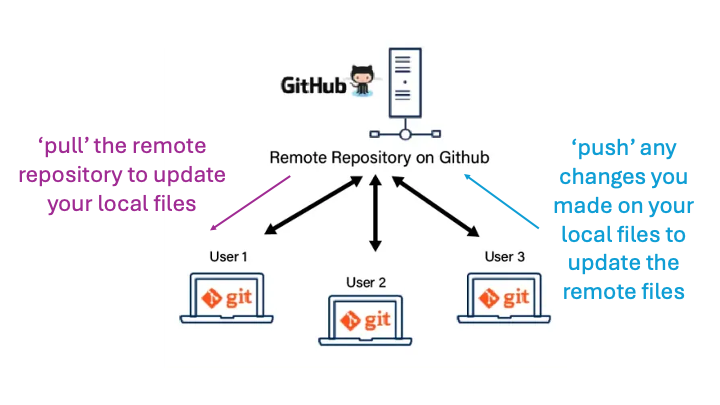 GitHub
‘pull’ the remote
repository to update
your local files
Remote Repository on Github
‘push’ any
changes you
made on your
local files to
update the
remote files
User 1
User 2
User 3
git
git
git